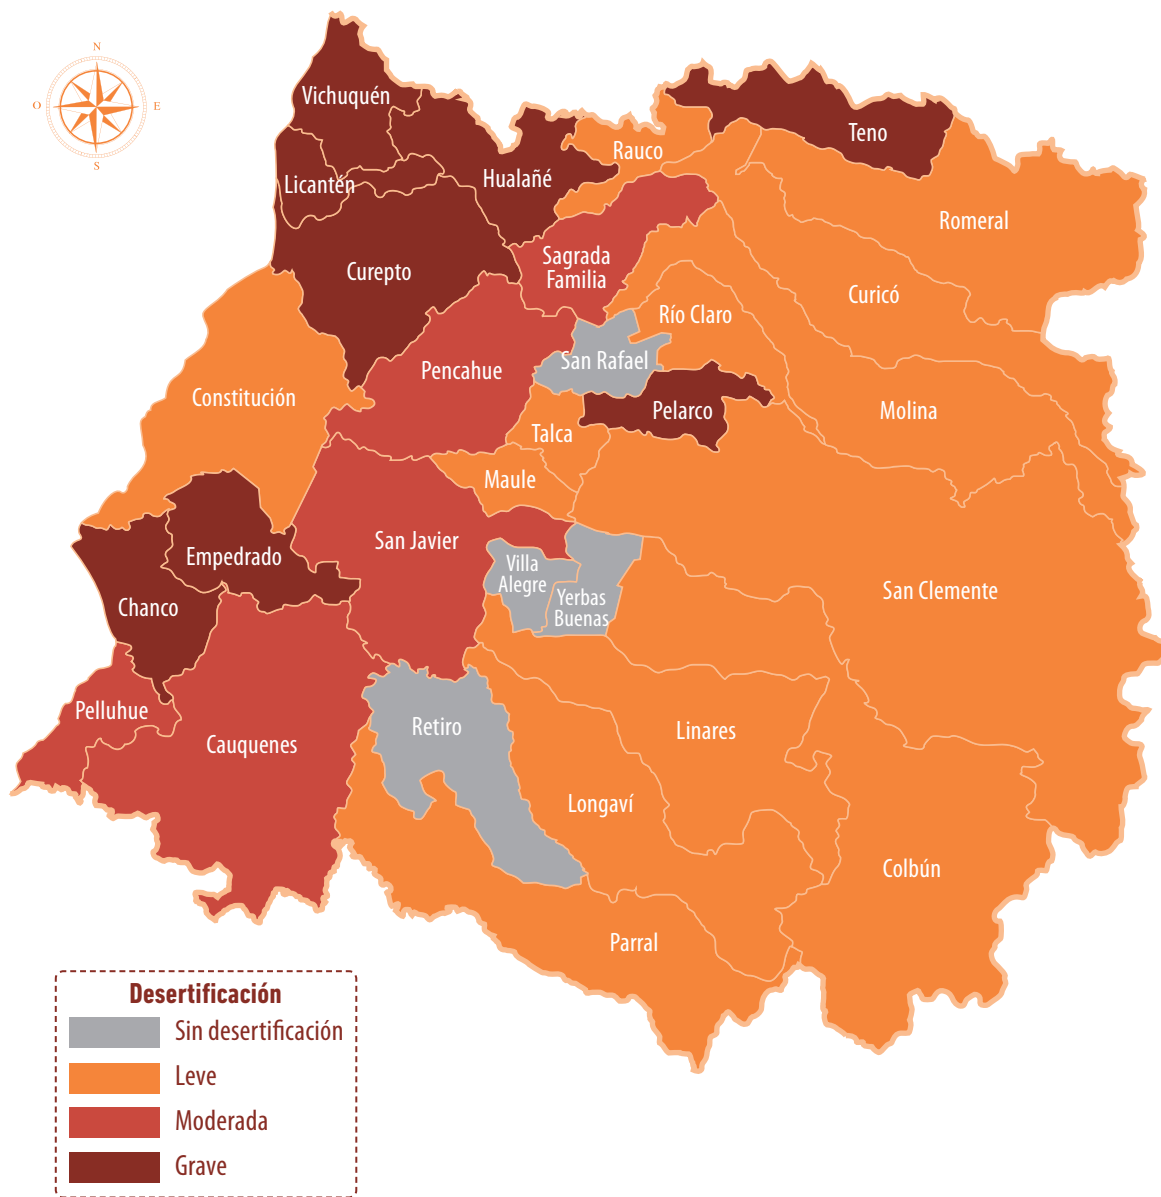 N
O
E
S
Vichuquén
Licantén
Hualañé
Rauco
Teno
Romeral
Curepto
Sagrada
Familia
Curicó
Río Claro
San Rafael
Pencahue
Constitución
Pelarco
Molina
Talca
Maule
San Javier
Empedrado
Chanco
Villa
Alegre
Yerbas
Buenas
San Clemente
Pelluhue
Cauquenes
Retiro
Linares
Longaví
Colbún
Parral
Desertificación
Sin desertificación
Leve
Moderada
Grave